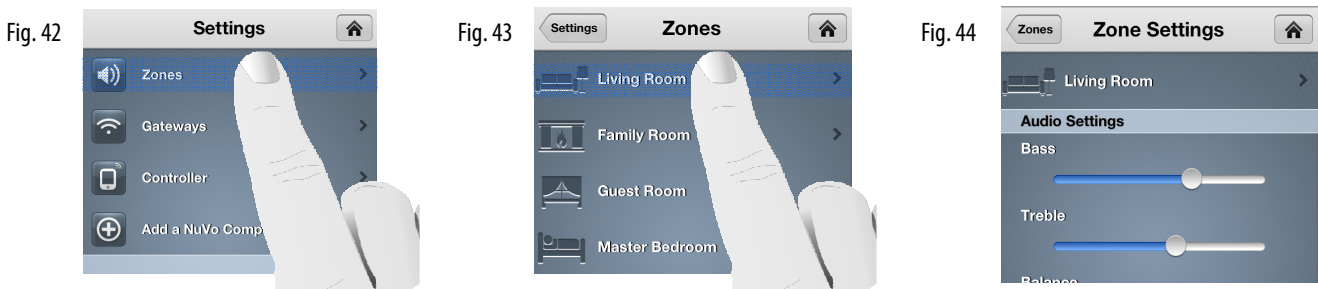 Fig. 42
Settings
Zones
Gateways
Controller
Add a NuVo Comp
Fig. 43
Settings
Zones
Living Room
Family Room
Guest Room
Master Bedroom
Fig. 44
Zones
Zone Settings
Living Room
Audio Settings
Bass
Treble
Balance